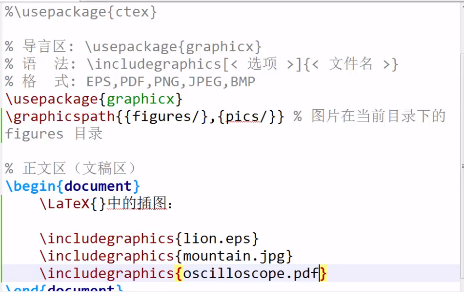 %\usepackage{ctex}
% 导言区: \usepackage{graphicx}
% 语  法: \includegraphics[< 选项 >]{< 文件名 >}
% 格  式: EPS,PDF,PNG,JPEG,BMP
\usepackage{graphicx}
\graphicspath{{figures/},{pics/}} % 图片在当前目录下的
figures 目录
% 正文区（文稿区）
\begin{document}
\LaTeX{}中的插图：
\includegraphics{lion.eps}
\includegraphics{mountain.jpg}
\includegraphics{oscilloscope.pdf}
\end{document}